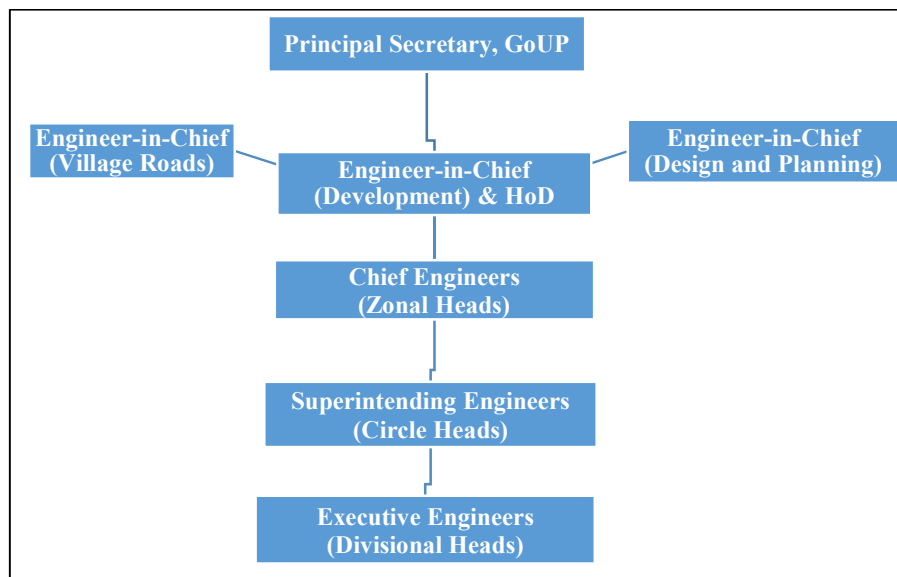 Principal Secretary, GoUP
Engineer-in-Chief
(Village Roads)
Engineer-in-Chief
(Development) & HoD
Engineer-in-Chief
(Design and Planning)
Chief Engineers
(Zonal Heads)
Superintending Engineers
(Circle Heads)
Executive Engineers
(Divisional Heads)